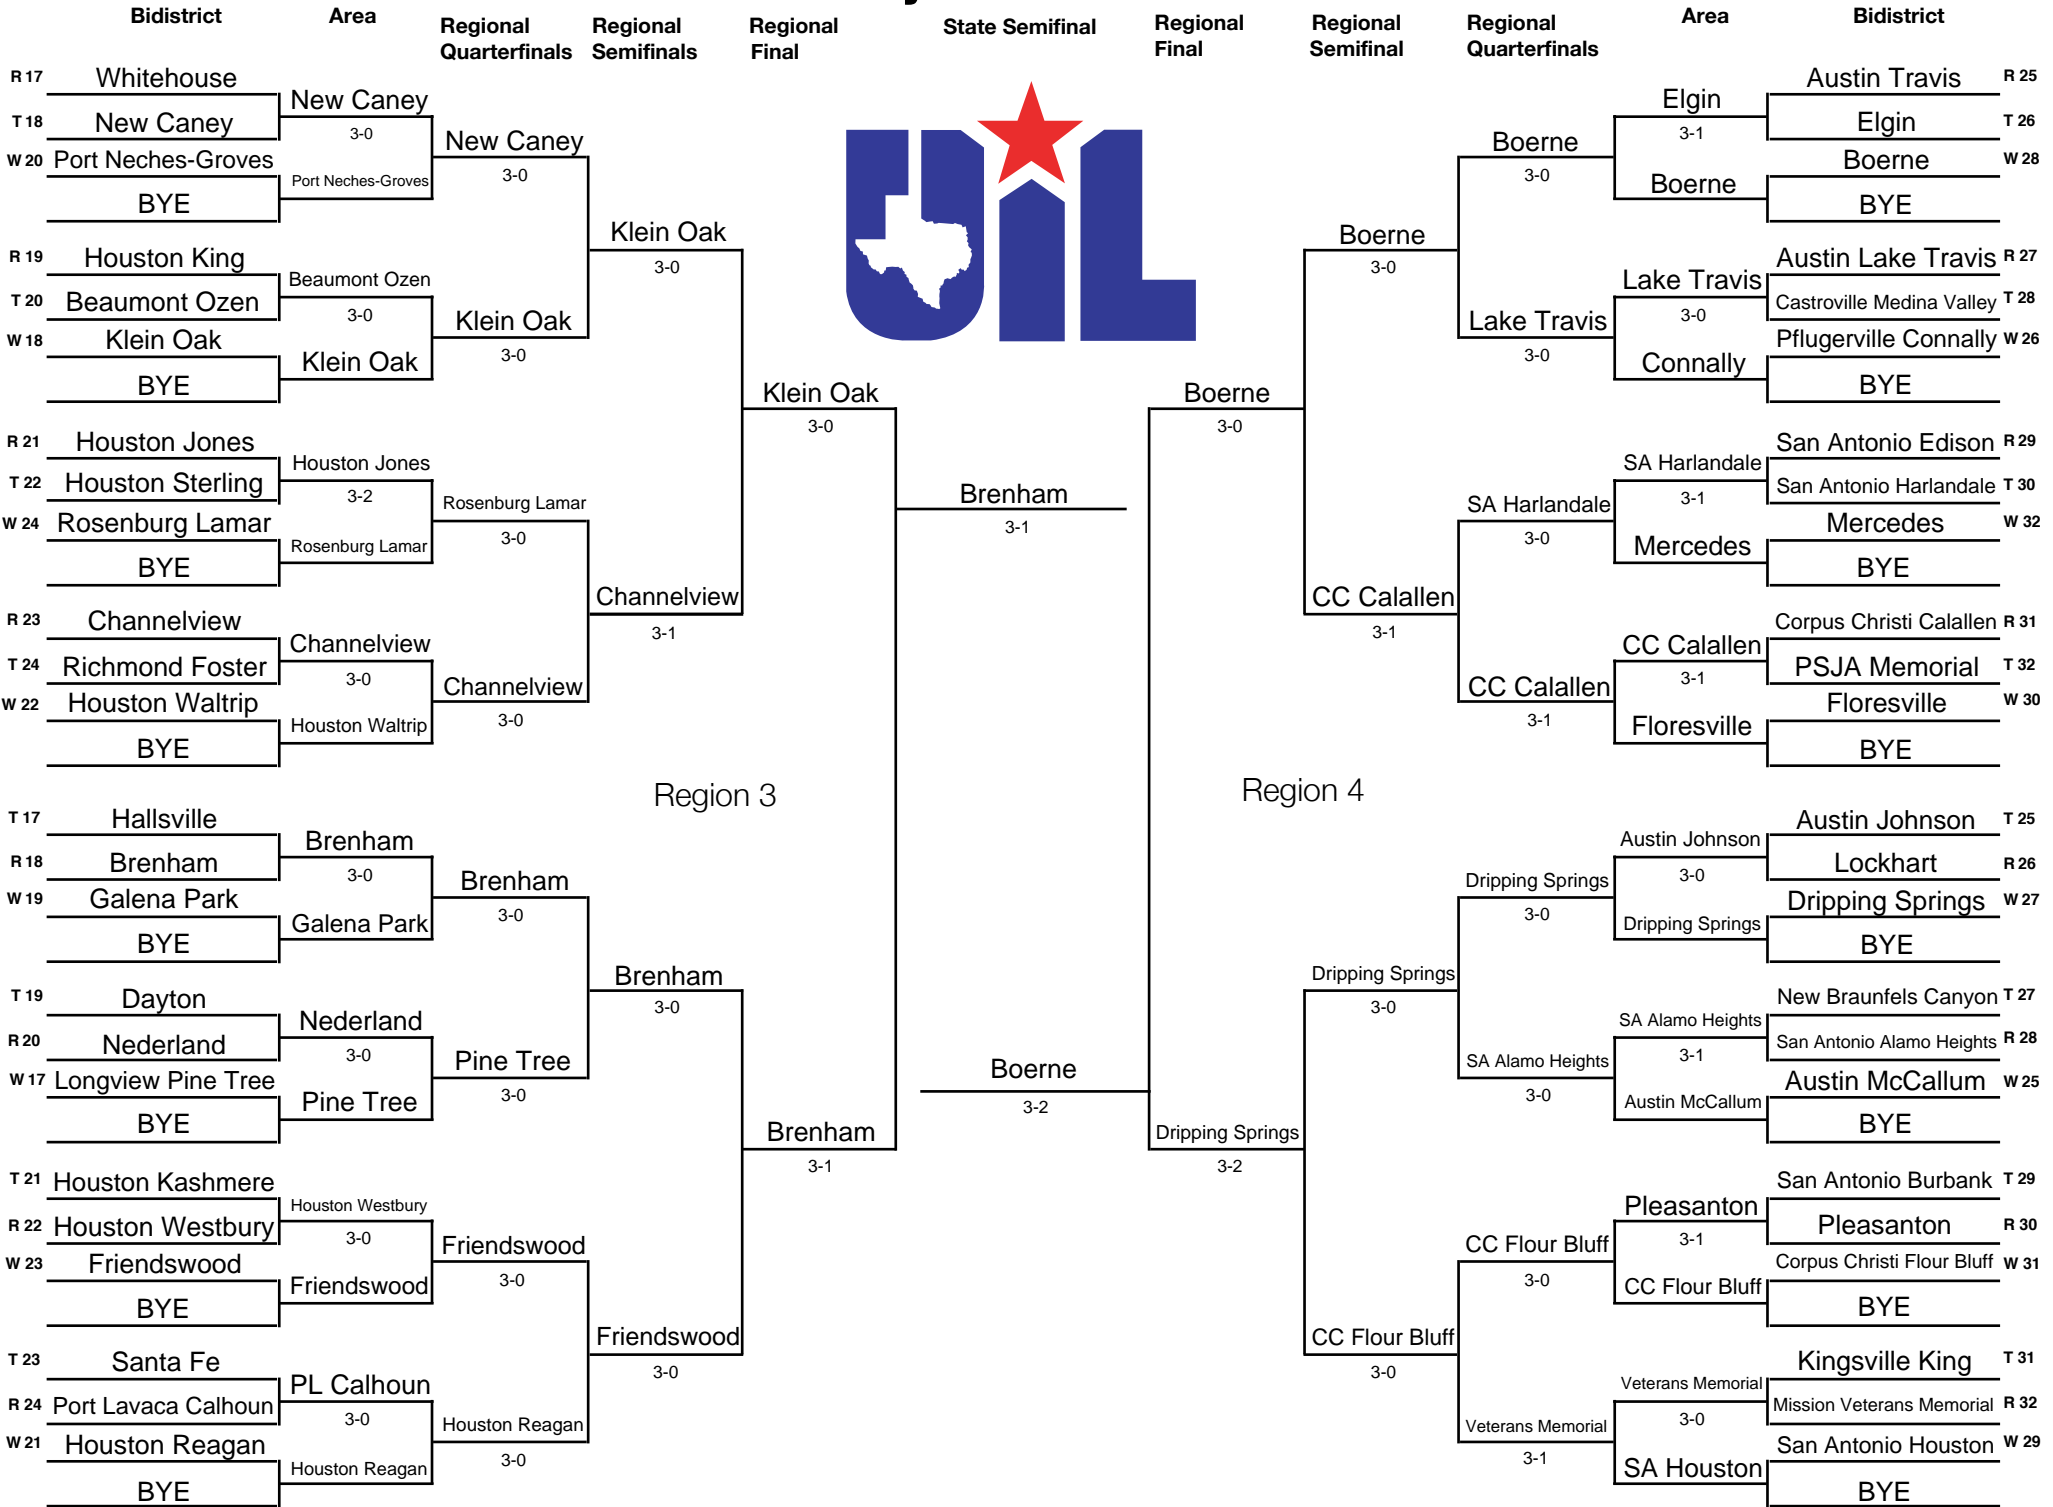 Bidistrict
Area
Regional
Quarterfinals
Regional
Semifinals
Regional
Final
State Semifinal
Regional
Final
Regional
Semifinal
Regional
Quarterfinals
Area
Bidistrict
R 17 Whitehouse
T 18 New Caney
W 20 Port Neches-Groves
BYE
R 19 Houston King
T 20 Beaumont Ozen
W 18 Klein Oak
BYE
R 21 Houston Jones
T 22 Houston Sterling
W 24 Rosenburg Lamar
BYE
R 23 Channelview
T 24 Richmond Foster
W 22 Houston Waltrip
BYE
T 17 Hallsville
R 18 Brenham
W 19 Galena Park
BYE
T 19 Dayton
R 20 Nederland
W 17 Longview Pine Tree
BYE
T 21 Houston Kashmere
R 22 Houston Westbury
W 23 Friendswood
BYE
T 23 Santa Fe
R 24 Port Lavaca Calhoun
W 21 Houston Reagan
BYE
New Caney
3-0
Port Neches-Groves
Beaumont Ozen
3-0
Klein Oak
Houston Jones
3-2
Rosenburg Lamar
Channelview
3-0
Houston Waltrip
Brenham
3-0
Galena Park
Nederland
3-0
Pine Tree
Houston Westbury
3-0
Friendswood
PL Calhoun
3-0
Houston Reagan
New Caney
3-0
Klein Oak
3-0
Rosenburg Lamar
3-0
Channelview
3-0
Brenham
3-0
Pine Tree
3-0
Friendswood
3-0
Houston Reagan
3-0
Klein Oak
3-0
Channelview
3-1
Brenham
3-0
Friendswood
3-0
Klein Oak
3-0
Brenham
3-1
Region 3
UIL
Brenham
3-1
Boerne
3-2
Region 4
Boerne
3-0
Dripping Springs
3-2
Boerne
3-0
CC Calallen
3-1
Dripping Springs
3-0
CC Flour Bluff
3-0
Boerne
3-0
Lake Travis
3-0
SA Harlandale
3-0
CC Calallen
3-1
Dripping Springs
3-0
SA Alamo Heights
3-0
CC Flour Bluff
3-0
Veterans Memorial
3-1
Elgin
3-1
Boerne
Lake Travis
3-0
Connally
SA Harlandale
3-1
Mercedes
CC Calallen
3-1
Floresville
Austin Johnson
3-0
Dripping Springs
SA Alamo Heights
3-1
Austin McCallum
Pleasanton
3-1
CC Flour Bluff
Veterans Memorial
3-0
SA Houston
Austin Travis R 25
Elgin T 26
Boerne W 28
BYE
Austin Lake Travis R 27
Castroville Medina Valley T 28
Pflugerville Connally W 26
BYE
San Antonio Edison R 29
San Antonio Harlandale T 30
Mercedes W 32
BYE
Corpus Christi Calallen R 31
PSJA Memorial T 32
Floresville W 30
BYE
Austin Johnson T 25
Lockhart R 26
Dripping Springs W 27
BYE
New Braunfels Canyon T 27
San Antonio Alamo Heights R 28
Austin McCallum W 25
BYE
San Antonio Burbank T 29
Pleasanton R 30
Corpus Christi Flour Bluff W 31
BYE
Kingsville King T 31
Mission Veterans Memorial R 32
San Antonio Houston W 29
BYE